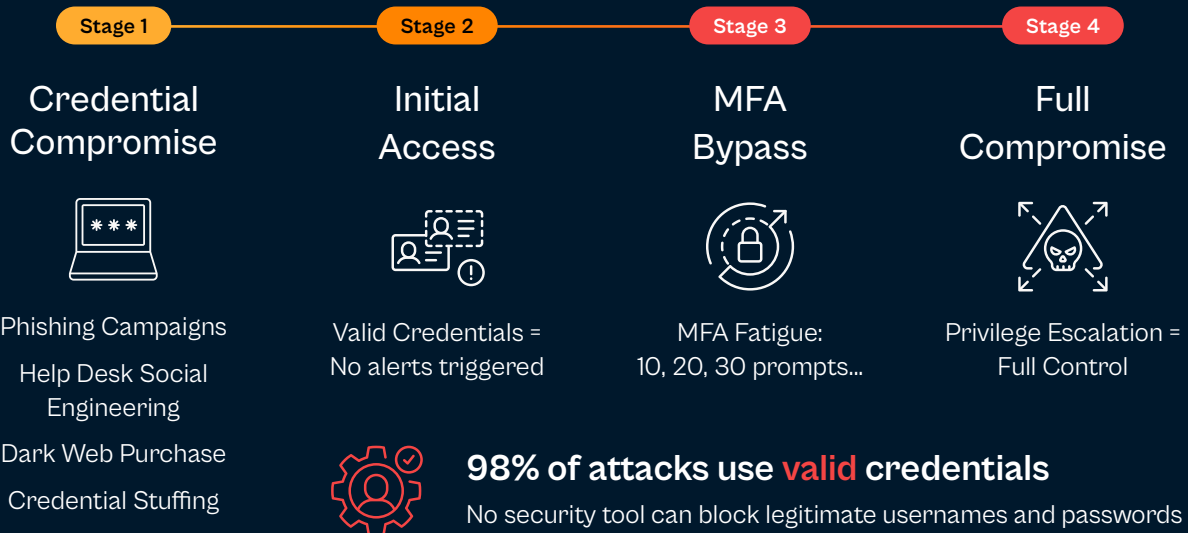 Stage 1
Stage 2
Stage 3
Stage 4
Credential
Compromise
Initial
Access
MFA
Bypass
Full
Compromise
***
Phishing Campaigns
Help Desk Social
Engineering
Dark Web Purchase
Credential Stuffing
Valid Credentials =
No alerts triggered
MFA Fatigue:
10, 20, 30 prompts...
Privilege Escalation =
Full Control
98% of attacks use valid credentials
No security tool can block legitimate usernames and passwords